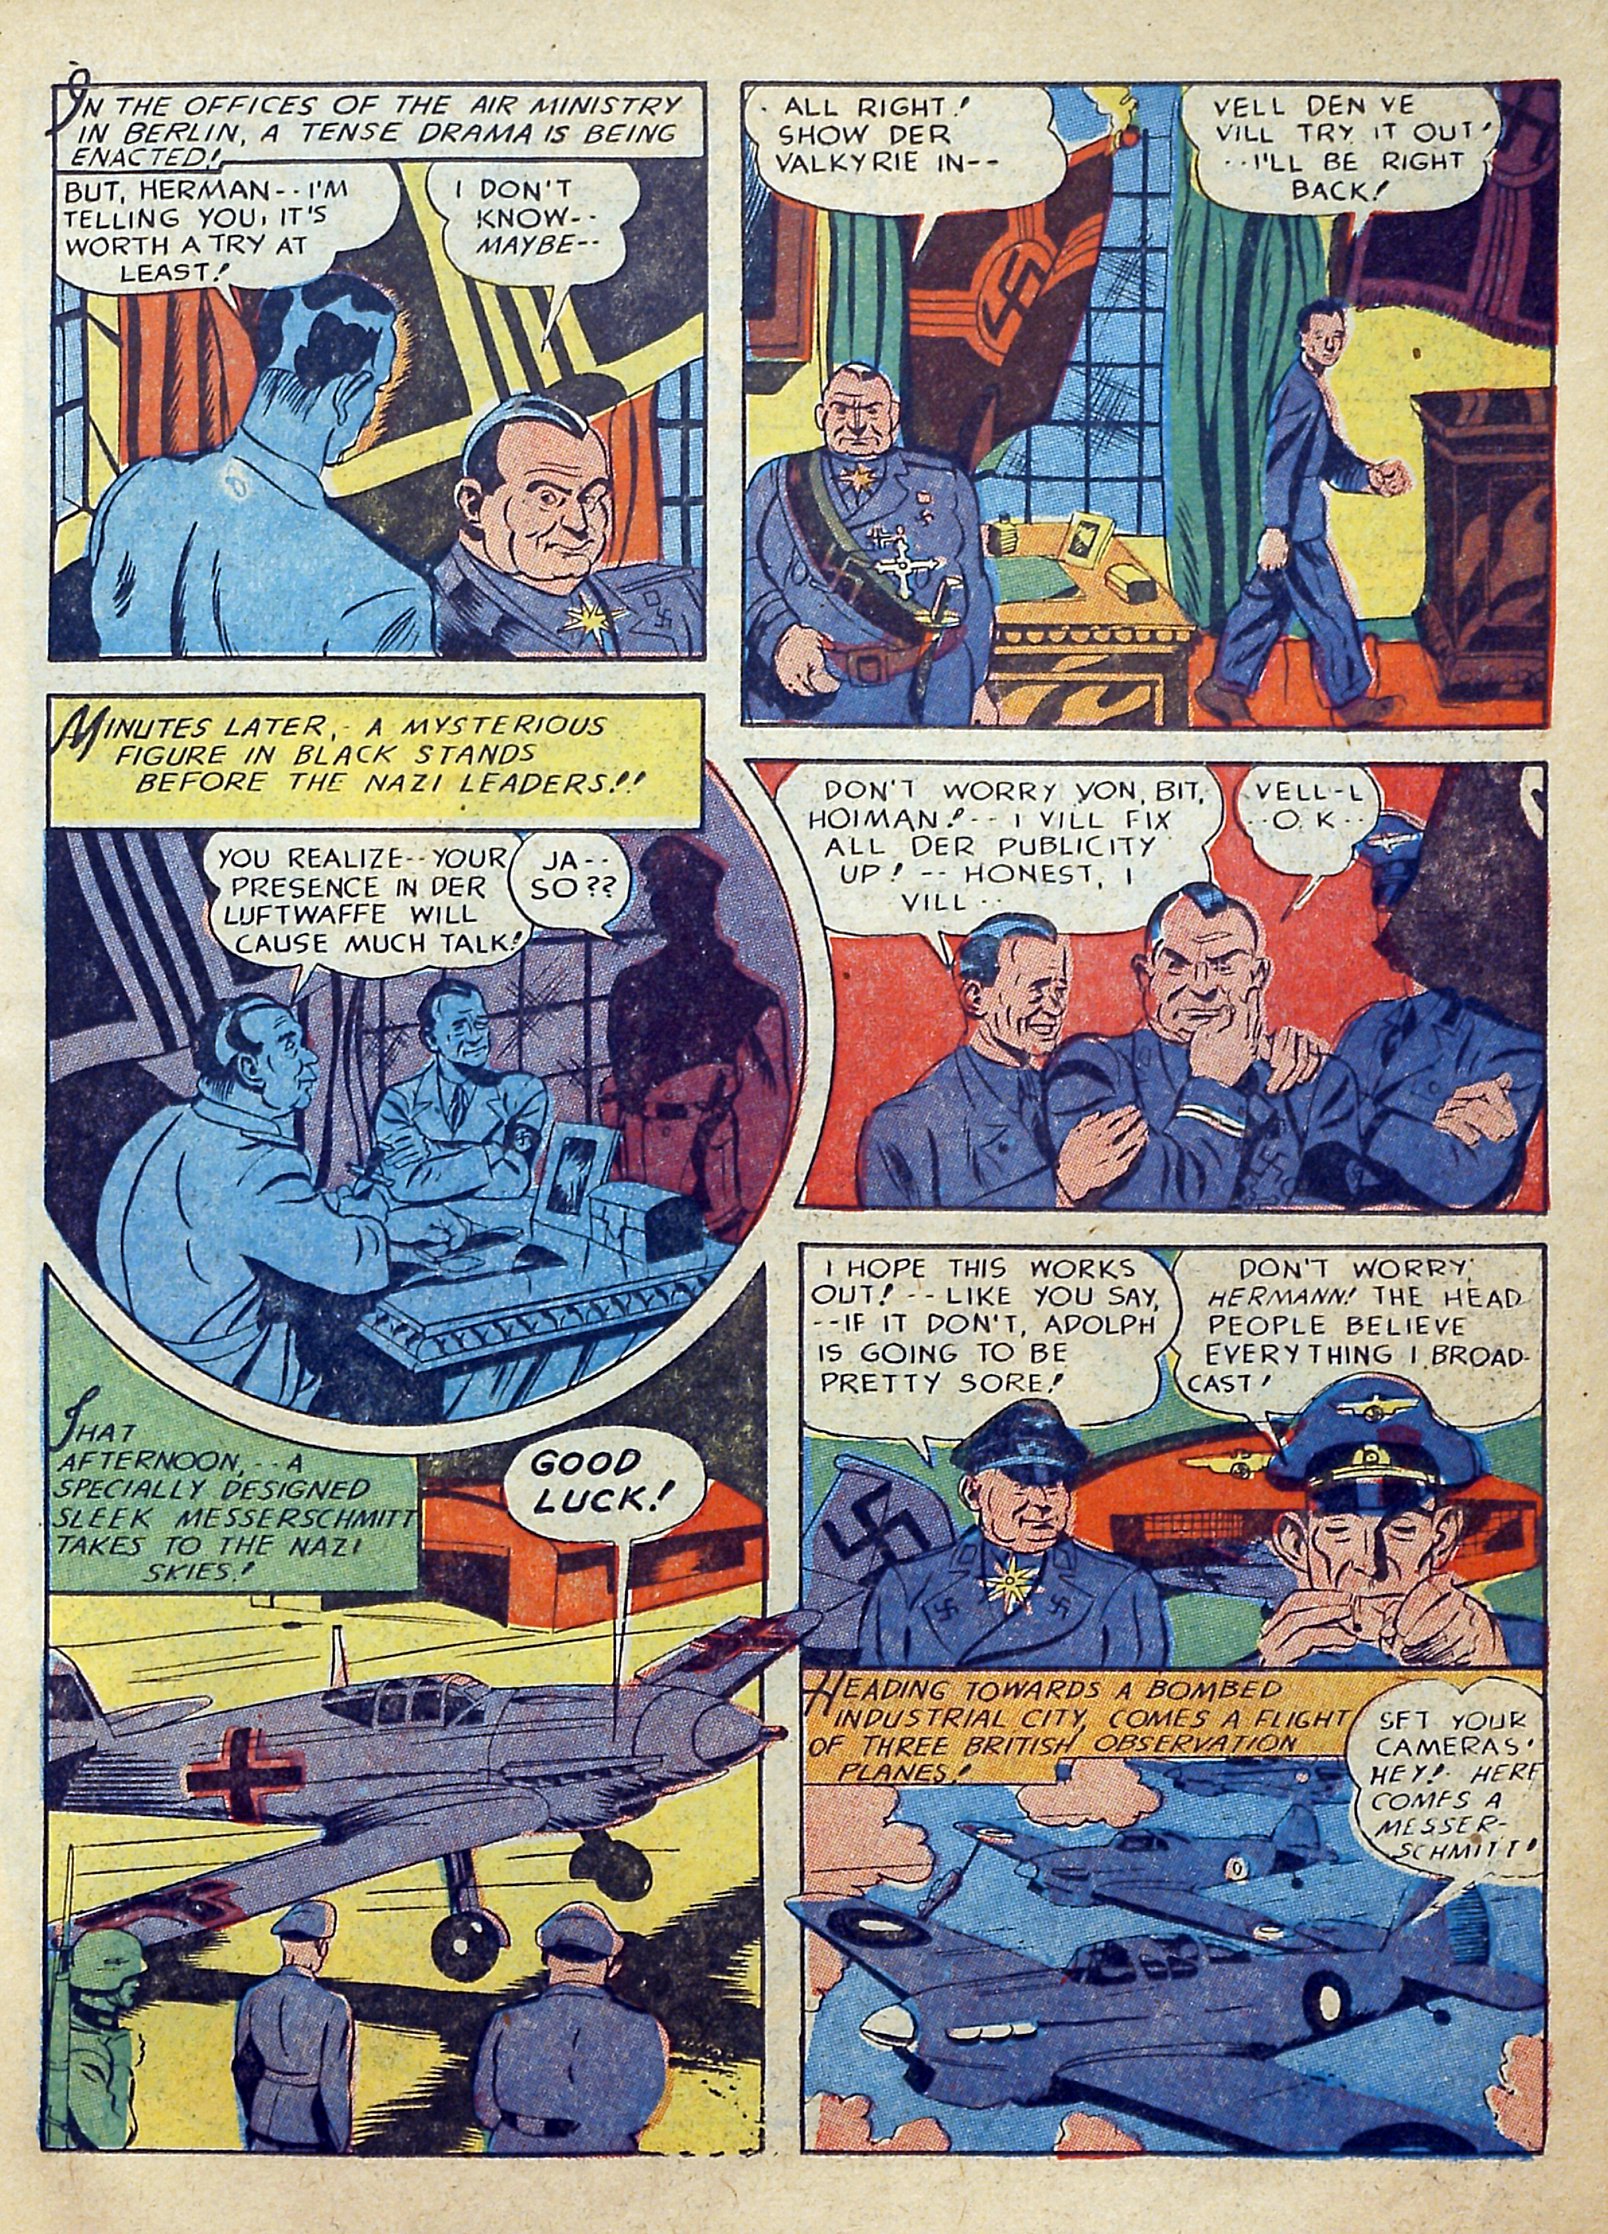 IN THE OFFICES OF THE AIR MINISTRY
IN BERLIN, A TENSE DRAMA IS BEING
ENACTED!
BUT, HERMAN--I'M
TELLING YOU, IT'S
WORTH A TRY AT
LEAST!
I DON'T
KNOW--
MAYBE--
ALL RIGHT!
SHOW DER
VALKYRIE IN--
VELL DEN VE
VILL TRY IT OUT!
--I'LL BE RIGHT
BACK!
MINUTES LATER,- A MYSTERIOUS
FIGURE IN BLACK STANDS
BEFORE THE NAZI LEADERS!!
YOU REALIZE--YOUR
PRESENCE IN DER
LUFTWAFFE WILL
CAUSE MUCH TALK!
JA--
SO??
DON'T WORRY VON, BIT,
HOIMAN!-- I VILL FIX
ALL DER PUBLICITY
UP!-- HONEST, I
VILL--
VELL-L
--O.K--
THAT
AFTERNOON,--A
SPECIALLY DESIGNED
SLEEK MESSERSCHMITT
TAKES TO THE NAZI
SKIES!
GOOD
LUCK!
I HOPE THIS WORKS
OUT!--LIKE YOU SAY,
--IF IT DON'T, ADOLPH
IS GOING TO BE
PRETTY SORE!
DON'T WORRY,
HERMANN! THE HEAD
PEOPLE BELIEVE
EVERYTHING I BROAD-
CAST!
HEADING TOWARDS A BOMBED
INDUSTRIAL CITY, COMES A FLIGHT
OF THREE BRITISH OBSERVATION
PLANES!
SET YOUR
CAMERAS!
HEY! HERE
COMES A
MESSER-
SCHMITT!